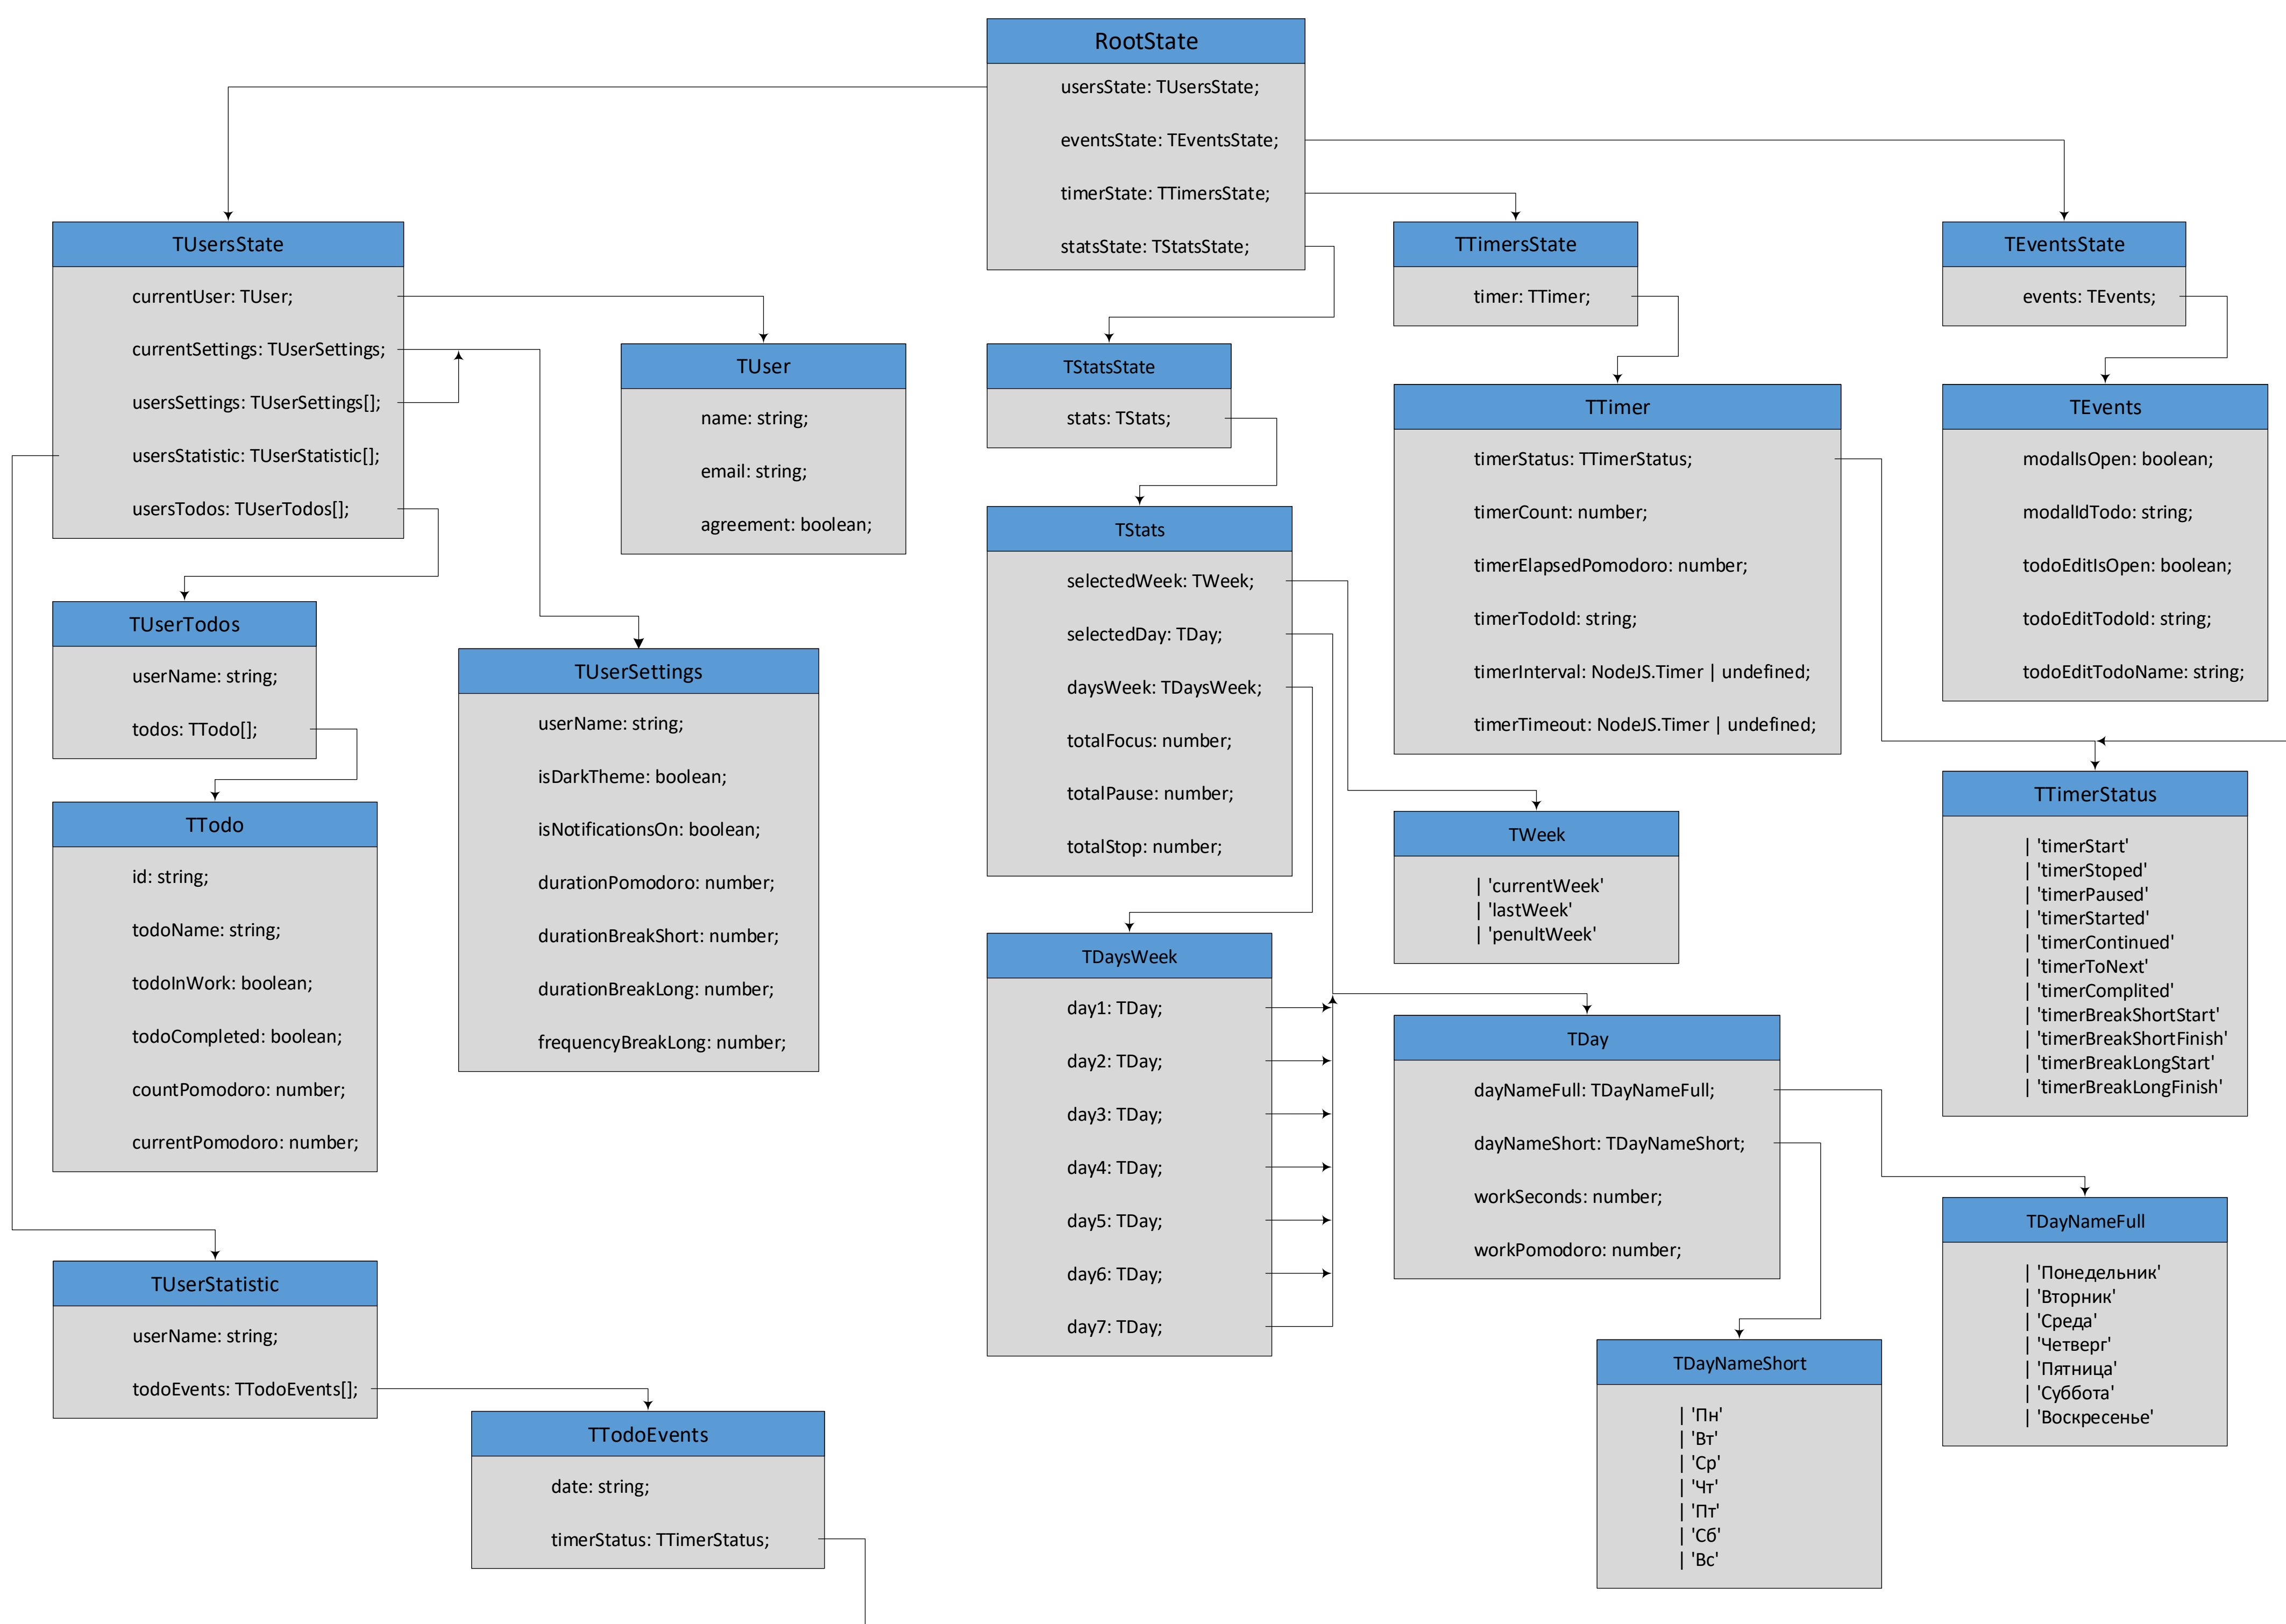 RootState
usersState: TUsersState;
eventsState: TEventsState;
timerState: TTimersState;
statsState: TStatsState;
TUsersState
currentUser: TUser;
currentSettings: TUserSettings;
usersSettings: TUserSettings[];
usersStatistic: TUserStatistic[];
usersTodos: TUserTodos[];
TUser
name: string;
email: string;
agreement: boolean;
TStatsState
stats: TStats;
TTimersState
timer: TTimer;
TEventsState
events: TEvents;
TTimer
timerStatus: TTimerStatus;
timerCount: number;
timerElapsedPomodoro: number;
timerTodoId: string;
timerInterval: NodeJS.Timer | undefined;
timerTimeout: NodeJS.Timer | undefined;
TEvents
modalIsOpen: boolean;
modalIdTodo: string;
todoEditIsOpen: boolean;
todoEditTodoId: string;
todoEditTodoName: string;
TStats
selectedWeek: TWeek;
selectedDay: TDay;
daysWeek: TDaysWeek;
totalFocus: number;
totalPause: number;
totalStop: number;
TUserTodos
userName: string;
todos: TTodo[];
TUserSettings
userName: string;
isDarkTheme: boolean;
isNotificationsOn: boolean;
durationPomodoro: number;
durationBreakShort: number;
durationBreakLong: number;
frequencyBreakLong: number;
TTodo
id: string;
todoName: string;
todoInWork: boolean;
todoCompleted: boolean;
countPomodoro: number;
currentPomodoro: number;
TWeek
| 'currentWeek'
| 'lastWeek'
| 'penultWeek'
TTimerStatus
| 'timerStart'
| 'timerStoped'
| 'timerPaused'
| 'timerStarted'
| 'timerContinued'
| 'timerToNext'
| 'timerComplited'
| 'timerBreakShortStart'
| 'timerBreakShortFinish'
| 'timerBreakLongStart'
| 'timerBreakLongFinish'
TDaysWeek
day1: TDay;
day2: TDay;
day3: TDay;
day4: TDay;
day5: TDay;
day6: TDay;
day7: TDay;
TDay
dayNameFull: TDayNameFull;
dayNameShort: TDayNameShort;
workSeconds: number;
workPomodoro: number;
TDayNameFull
| 'Понедельник'
| 'Вторник'
| 'Среда'
| 'Четверг'
| 'Пятница'
| 'Суббота'
| 'Воскресенье'
TUserStatistic
userName: string;
todoEvents: TTodoEvents[];
TDayNameShort
| 'Пн'
| 'Вт'
| 'Ср'
| 'Чт'
| 'Пт'
| 'Сб'
| 'Вс'
TTodoEvents
date: string;
timerStatus: TTimerStatus;